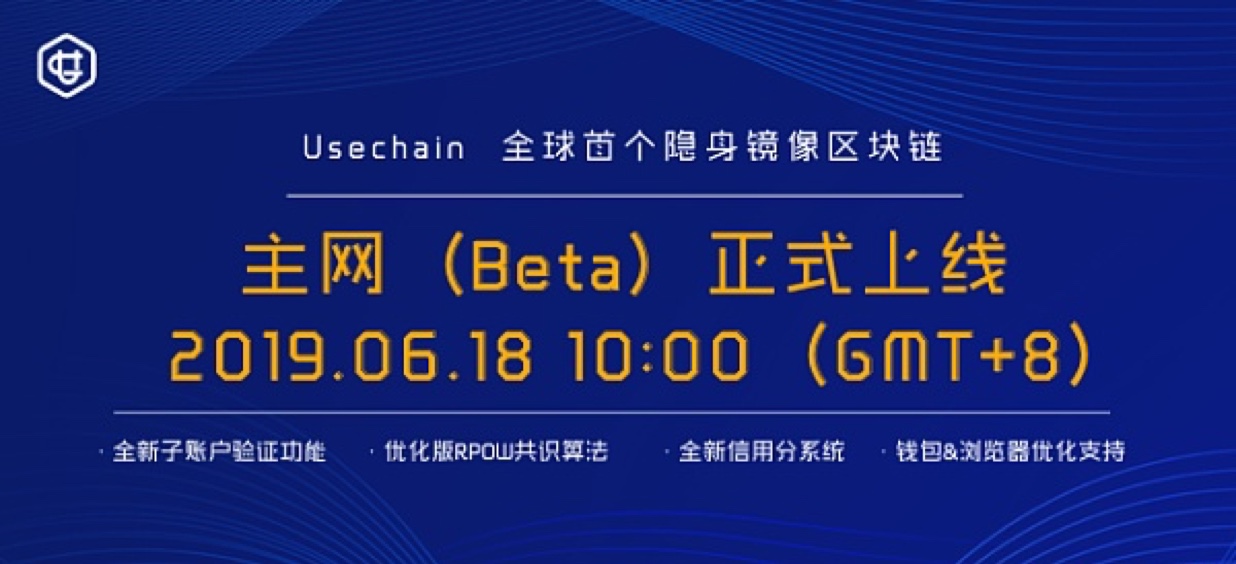 Usechain 全球首个隐身镜像区块链
主网（Beta）正式上线
2019.06.18 10:00（GMT+8）
· 全新子账户验证功能 · 优化版RPOW共识算法 · 全新信用分系统 · 钱包&浏览器优化支持